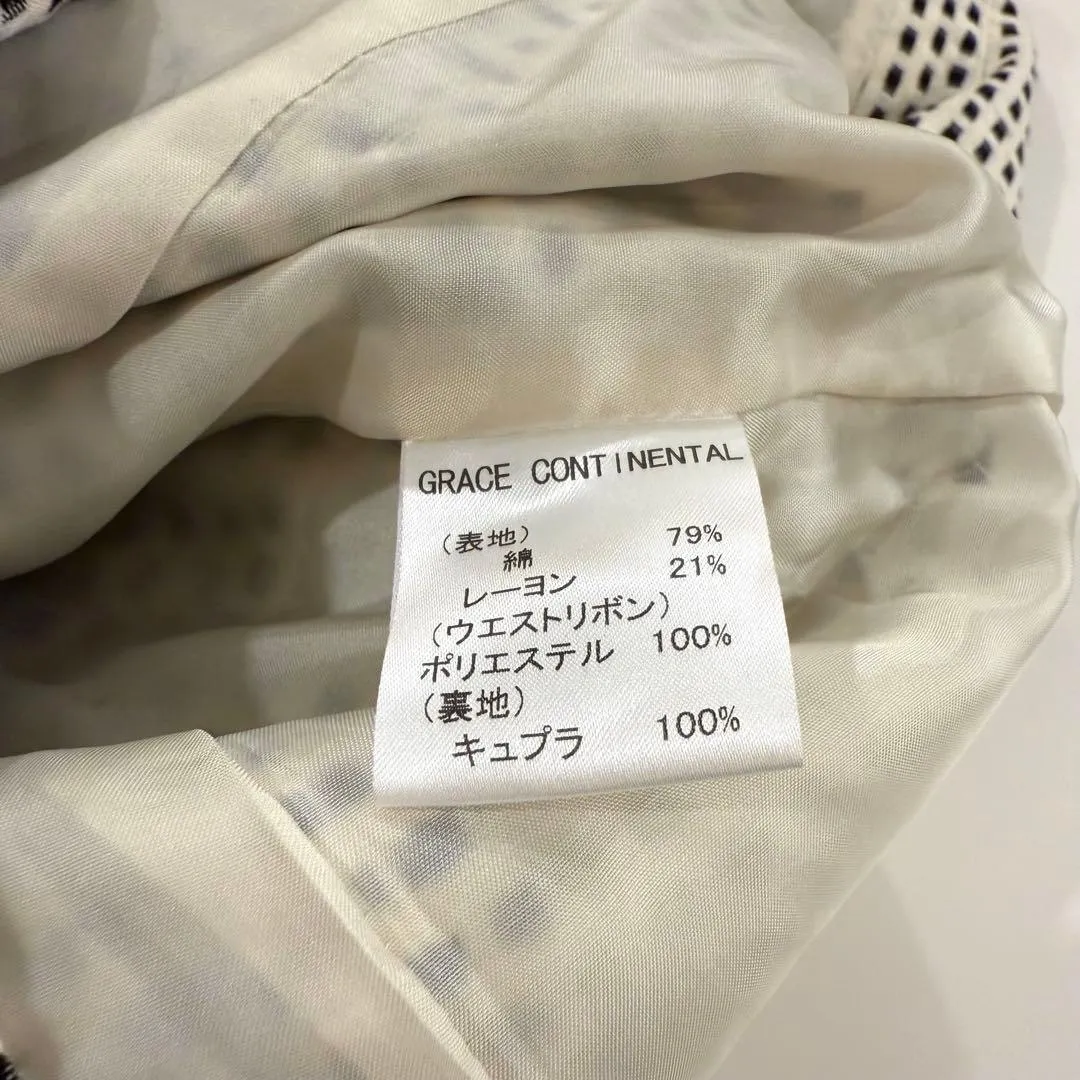 GRACE CONTINENTAL
(表地)
綿 79%
レーヨン 21%
(ウエストリボン)
ポリエステル 100%
(裏地)
キュプラ 100%